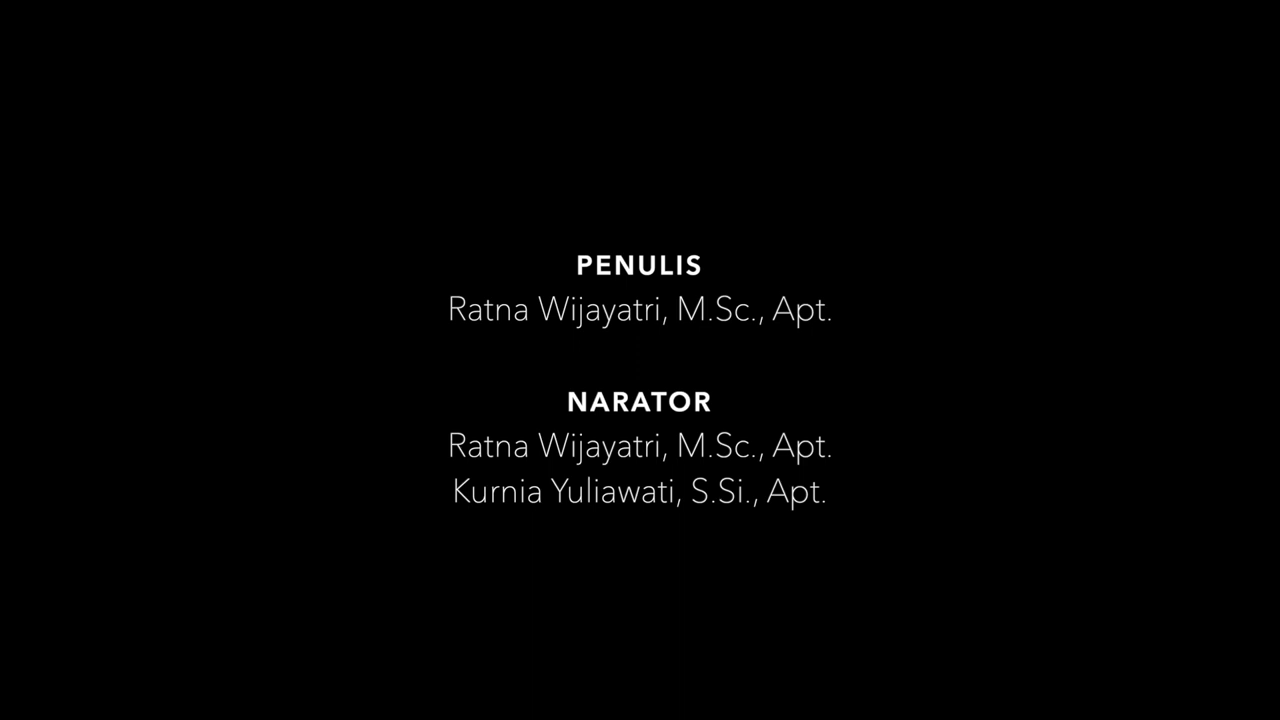 PENULIS
Ratna Wijayatri, M.Sc., Apt.
NARATOR
Ratna Wijayatri, M.Sc., Apt.
Kurnia Yuliawati, S.Si., Apt.